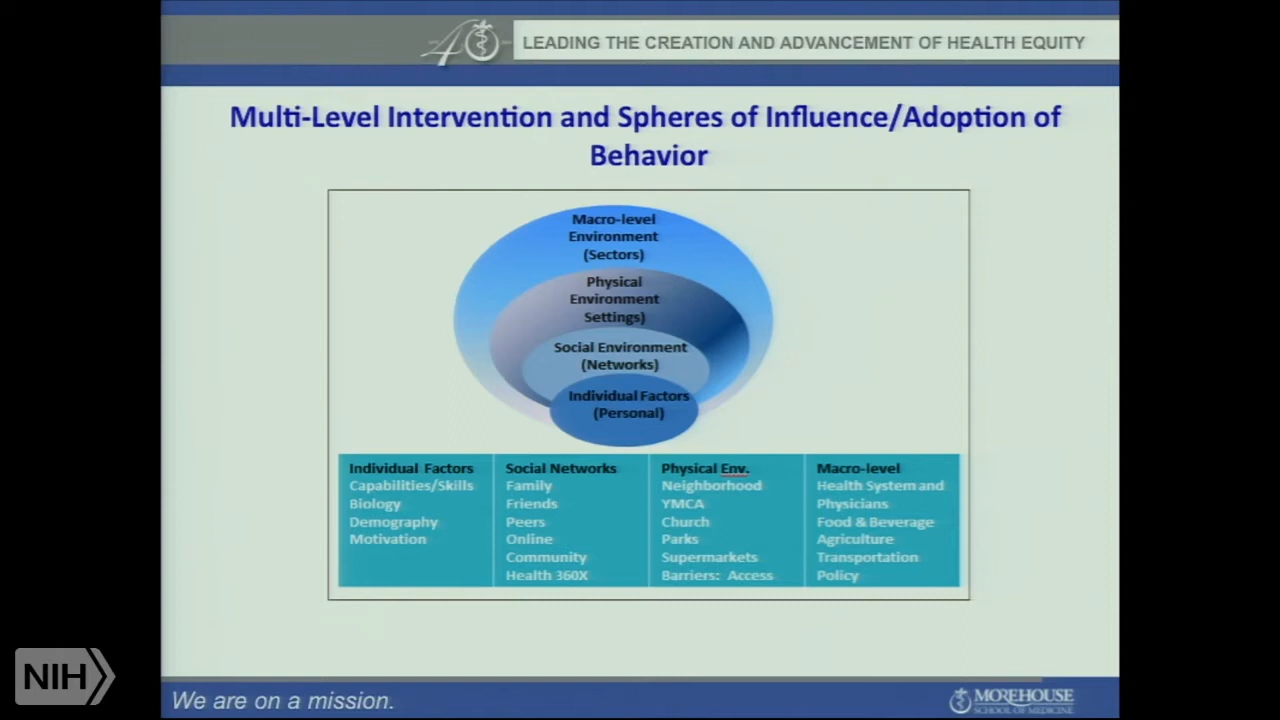 40
LEADING THE CREATION AND ADVANCEMENT OF HEALTH EQUITY
Multi-Level Intervention and Spheres of Influence/Adoption of
Behavior
Macro-level
Environment
(Sectors)
Physical
Environment
Settings)
Social Environment
(Networks)
Individual Factors
(Personal)
Individual Factors
Capabilities/Skills
Biology
Demography
Motivation
Social Networks
Family
Friends
Peers
Online
Community
Health 360X
Physical Env.
Neighborhood
YMCA
Church
Parks
Supermarkets
Barriers: Access
Macro-level
Health System and
Physicians
Food & Beverage
Agriculture
Transportation
Policy
NIH
We are on a mission.
MOREHOUSE
SCHOOL OF MEDICINE